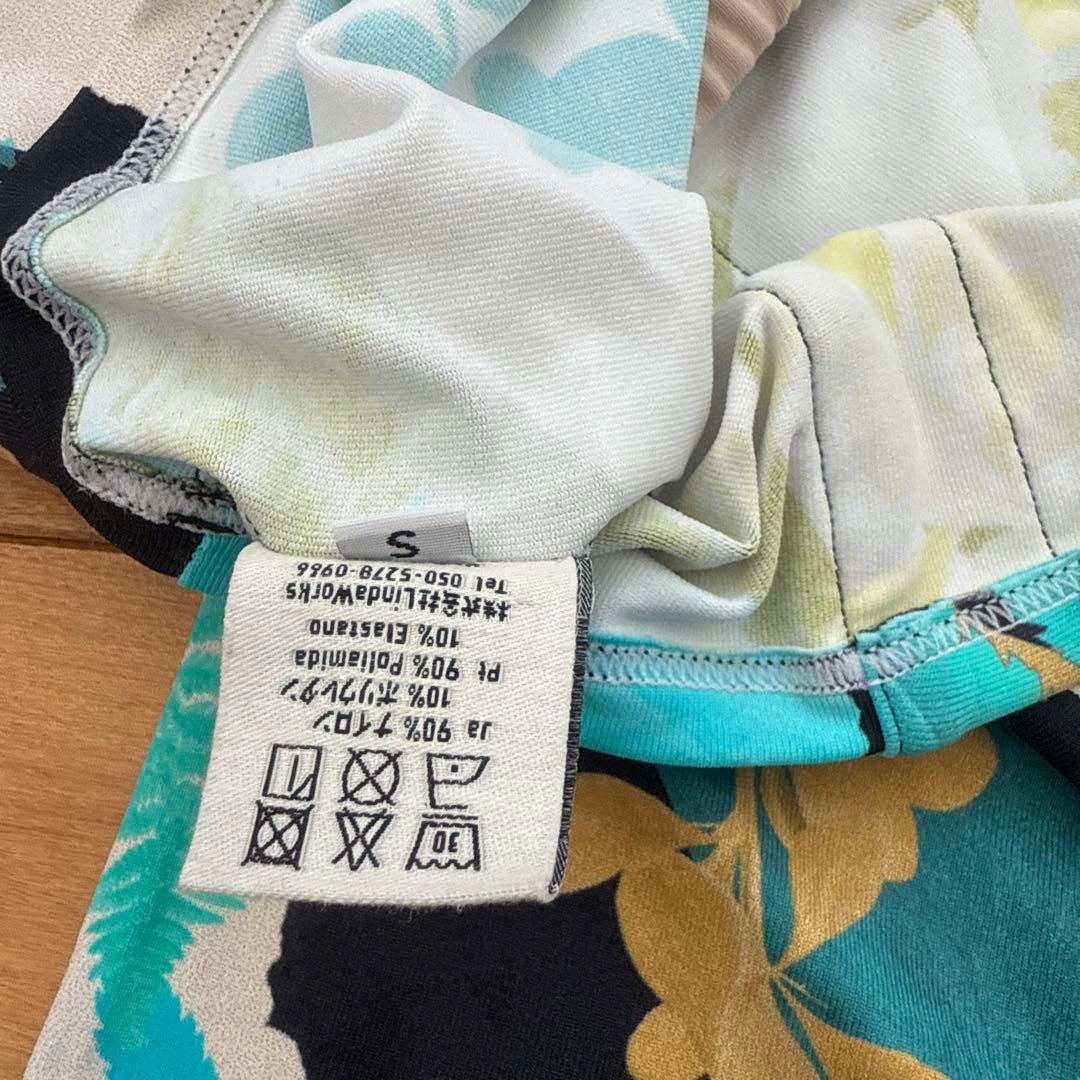 30
Ja 90% ナイロン
10% ポリウレタン
Pt 90% Poliamida
10% Elastano
株式会社LindaWorks
Tel 050-5278-0966
S